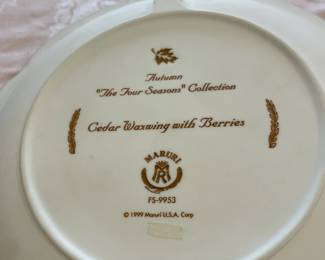 Autumn
"The Four Seasons" Collection
Cedar Waxwing with Berries
MARURI
FS-9953
© 1999 Maruri U.S.A. Corp